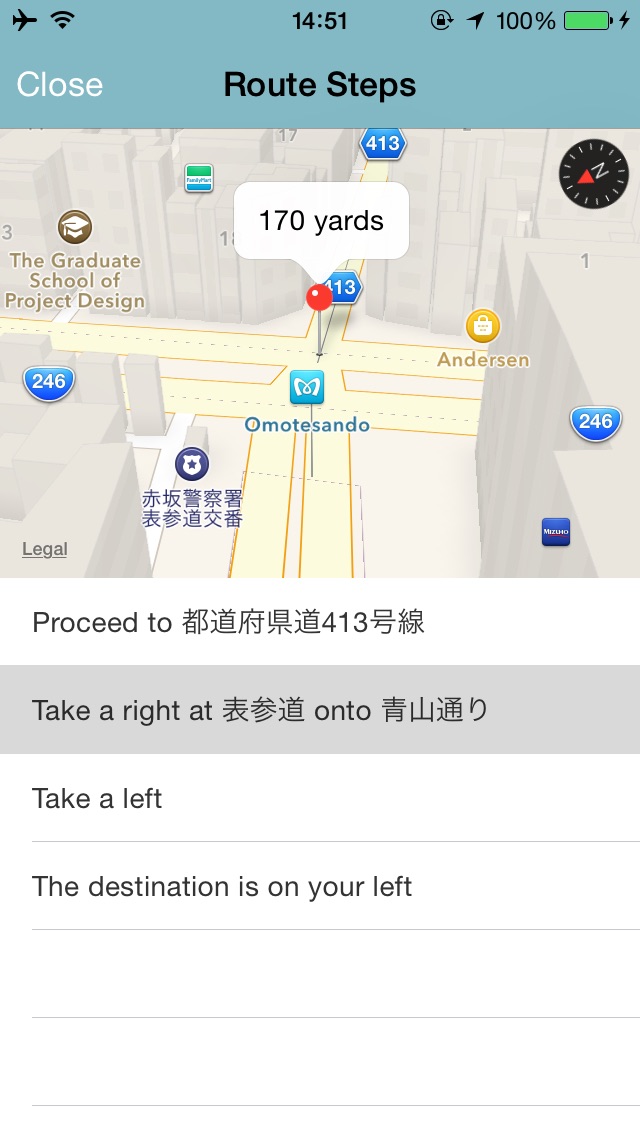 14:51
100%
Close
Route Steps
17
413
FamilyMart
170 yards
3
The Graduate
School of
Project Design
1
413
Andersen
246
Omotesando
246
赤坂警察署
表参道交番
MIZUHO
Legal
Proceed to 都道府県道413号線
Take a right at 表参道 onto 青山通り
Take a left
The destination is on your left